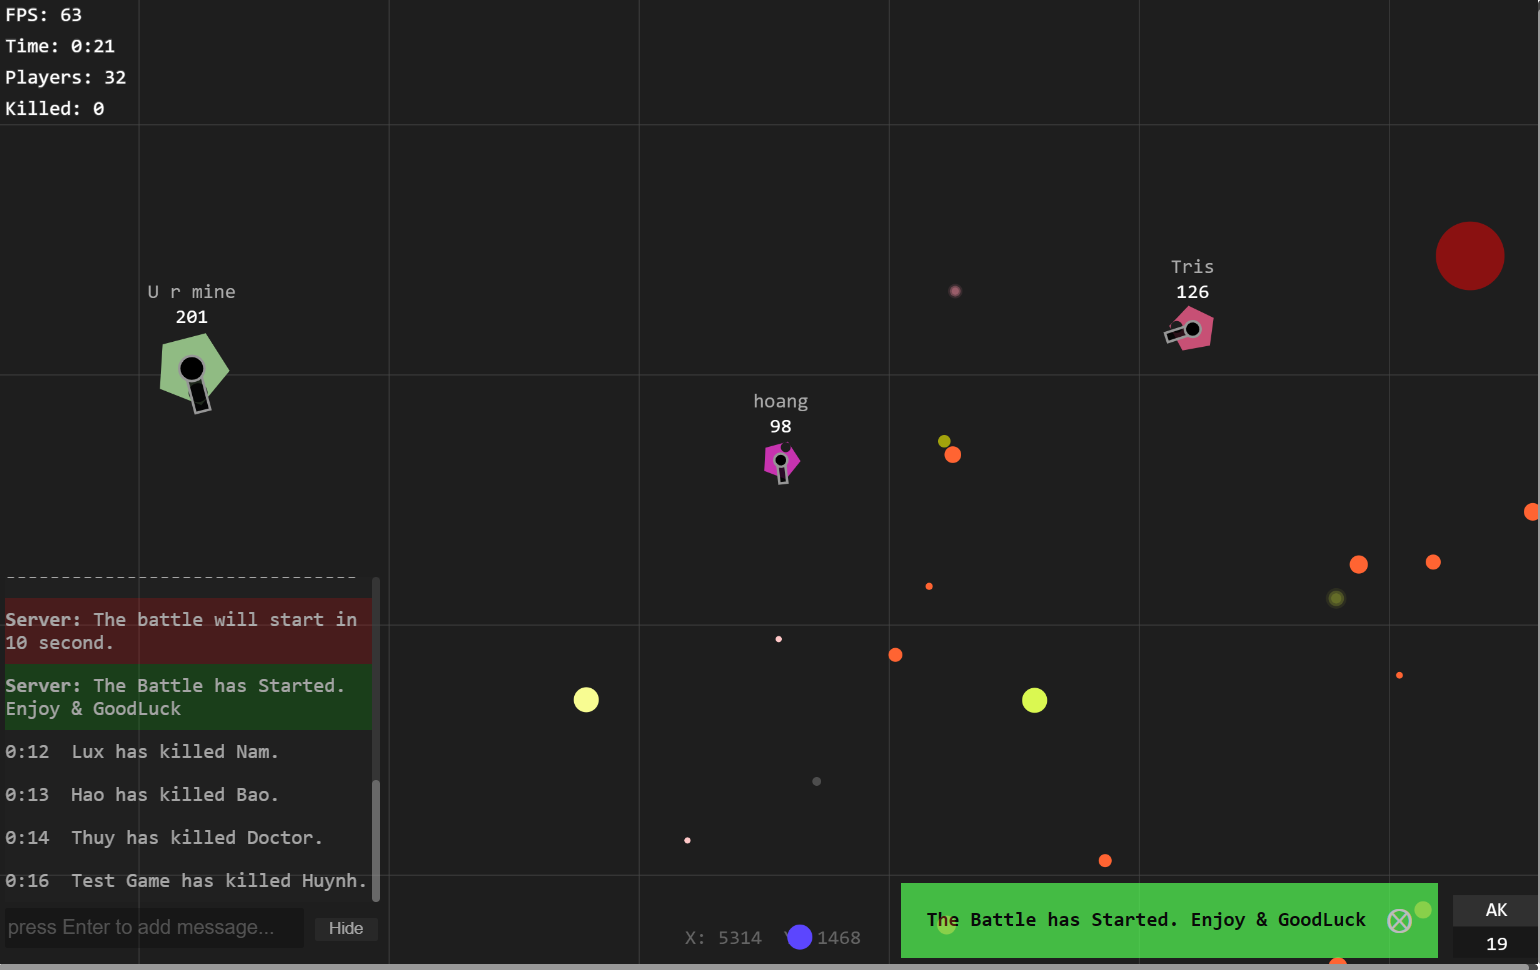 FPS: 63
Time: 0:21
Players: 32
Killed: 0
Tris
126
U r mine
201
hoang
98
Server: The battle will start in
10 second.
Server: The Battle has Started.
Enjoy & GoodLuck
0:12 Lux has killed Nam.
0:13 Hao has killed Bao.
0:14 Thuy has killed Doctor.
0:16 Test Game has killed Huynh.
press Enter to add message...
Hide
X: 5314 1468
The Battle has Started. Enjoy & GoodLuck
AK
19